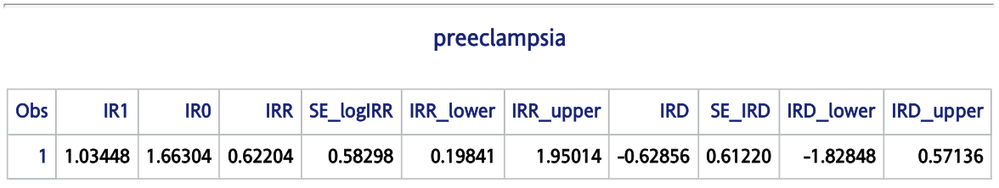 preeclampsia
Obs IR1 IR0 IRR SE_logIRR IRR_lower IRR_upper IRD SE_IRD IRD_lower IRD_upper
1 1.03448 1.66304 0.62204 0.58298 0.19841 1.95014 -0.62856 0.61220 -1.82848 0.57136